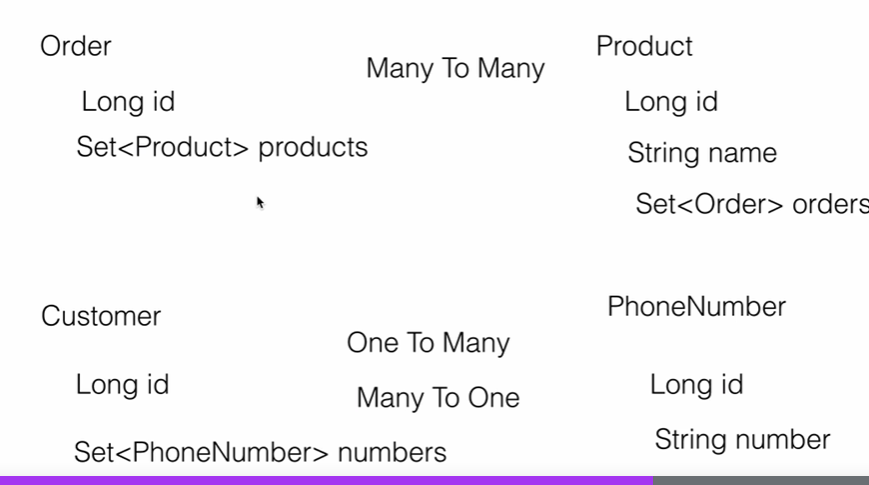 Order
Many To Many
Product
Long id
Long id
Set<Product> products
String name
Set<Order> orders
Customer
PhoneNumber
One To Many
Long id
Many To One
Long id
Set<PhoneNumber> numbers
String number